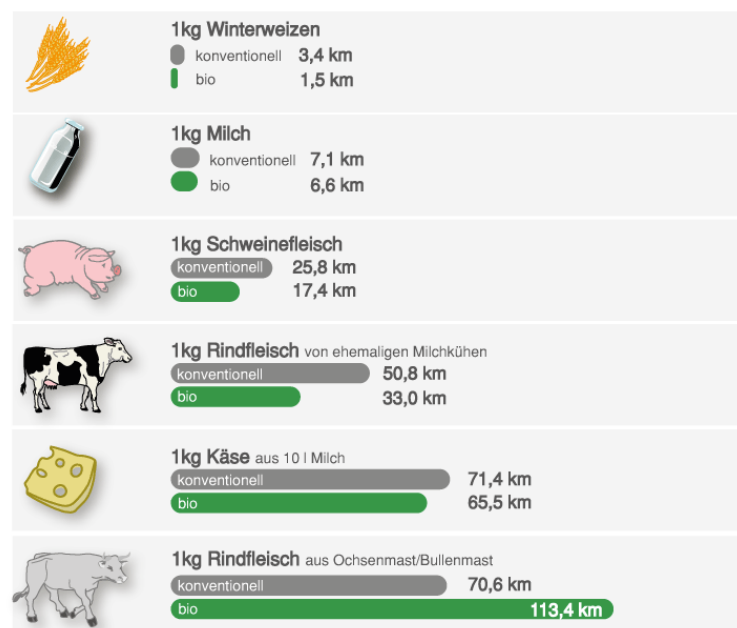 1kg Winterweizen
konventionell 3,4 km
bio 1,5 km
1kg Milch
konventionell 7,1 km
bio 6,6 km
1kg Schweinefleisch
konventionell 25,8 km
bio 17,4 km
1kg Rindfleisch von ehemaligen Milchkühen
konventionell 50,8 km
bio 33,0 km
1kg Käse aus 10 l Milch
konventionell 71,4 km
bio 65,5 km
1kg Rindfleisch aus Ochsenmast/Bullenmast
konventionell 70,6 km
bio 113,4 km